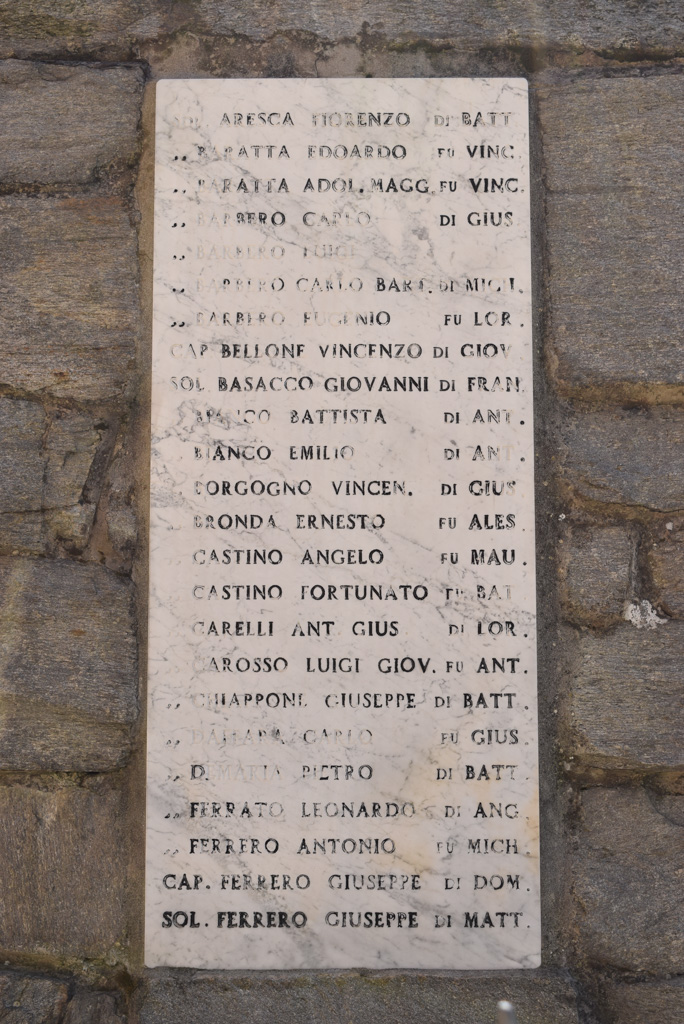 ARESCA FIORENZO DI BATT
,, BARATTA EDOARDO FU VINC.
,, BARATTA ADOL. MAGG. FU VINC.
,, BARBERO CARLO DI GIUS
,, BARBERO LUIGI
,, BARBERO CARLO BART. DI MICH.
,, BARBERO EUGENIO FU LOR.
CAP BELLONE VINCENZO DI GIOV
SOL BASACCO GIOVANNI DI FRAN.
BIANCO BATTISTA DI ANT.
BIANCO EMILIO DI ANT.
BORGOGNO VINCEN. DI GIUS
BRONDA ERNESTO FU ALES.
CASTINO ANGELO FU MAU.
CASTINO FORTUNATO FU BAT
CARELLI ANT GIUS DI LOR.
CAROSSO LUIGI GIOV. FU ANT.
,, CHIAPPONE GIUSEPPE DI BATT.
,, CARLO FU GIUS.
,, DEMARIA PIETRO DI BATT.
,, FERRATO LEONARDO DI ANG.
,, FERRERO ANTONIO FU MICH.
CAP. FERRERO GIUSEPPE DI DOM.
SOL. FERRERO GIUSEPPE DI MATT.